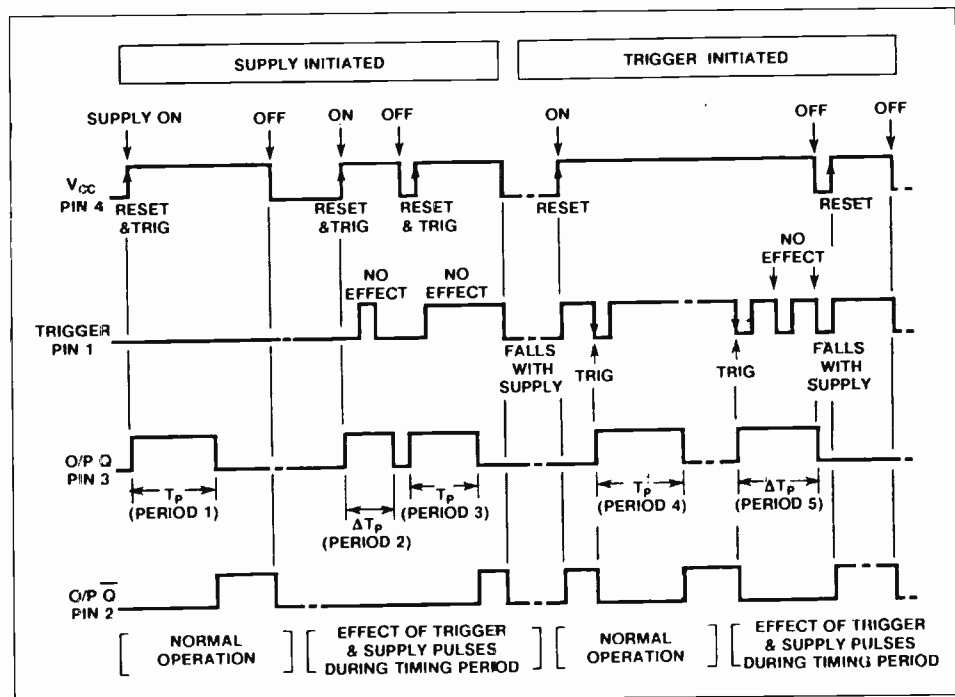 SUPPLY INITIATED
TRIGGER INITIATED
SUPPLY ON
OFF
ON
OFF
ON
OFF
OFF
VCC
PIN 4
RESET
& TRIG
RESET
& TRIG
RESET
& TRIG
RESET
RESET
NO
EFFECT
NO
EFFECT
NO
EFFECT
TRIGGER
PIN 1
FALLS
WITH
SUPPLY
TRIG
TRIG
FALLS
WITH
SUPPLY
O/P Q
PIN 3
TP
(PERIOD 1)
ΔTP
(PERIOD 2)
TP
(PERIOD 3)
TP
(PERIOD 4)
ΔTP
(PERIOD 5)
O/P Q̅
PIN 2
NORMAL
OPERATION
EFFECT OF TRIGGER
& SUPPLY PULSES
DURING TIMING PERIOD
NORMAL
OPERATION
EFFECT OF TRIGGER
& SUPPLY PULSES
DURING TIMING PERIOD